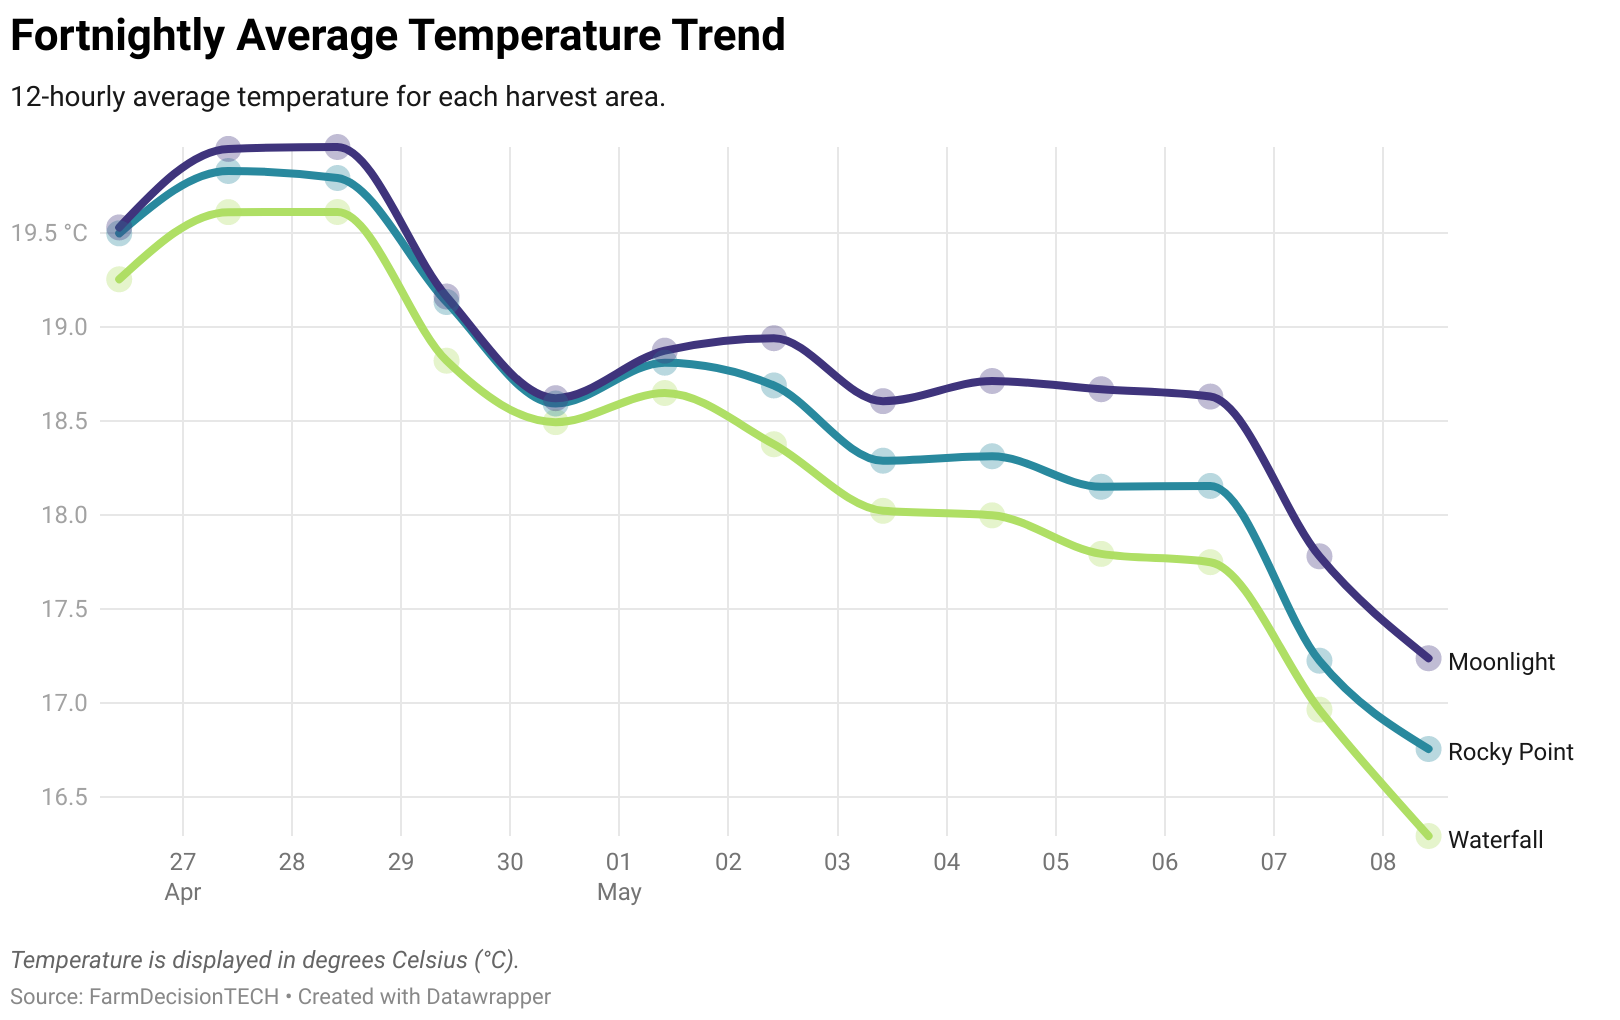 Fortnightly Average Temperature Trend
12-hourly average temperature for each harvest area.
19.5 °C
19.0
18.5
18.0
17.5
17.0
16.5
Moonlight
Rocky Point
Waterfall
27 28 29 30 01 02 03 04 05 06 07 08
Apr May
Temperature is displayed in degrees Celsius (°C).
Source: FarmDecisionTECH • Created with Datawrapper